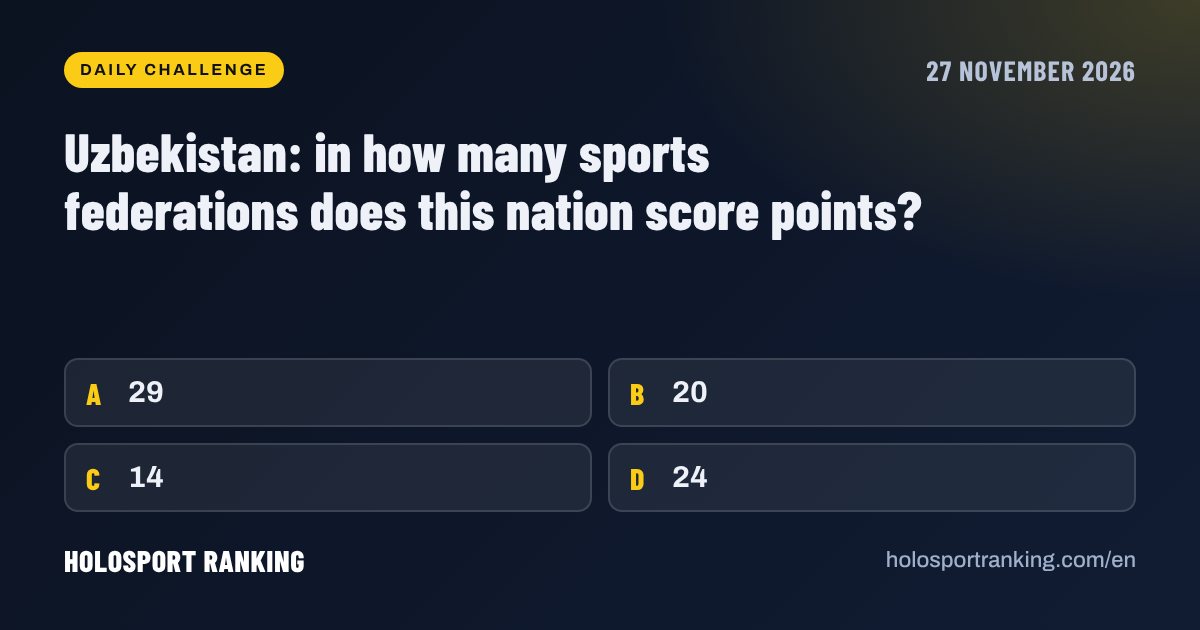 DAILY CHALLENGE
27 NOVEMBER 2026
Uzbekistan: in how many sports
federations does this nation score points?
A 29
B 20
C 14
D 24
HOLOSPORT RANKING
holosportranking.com/en